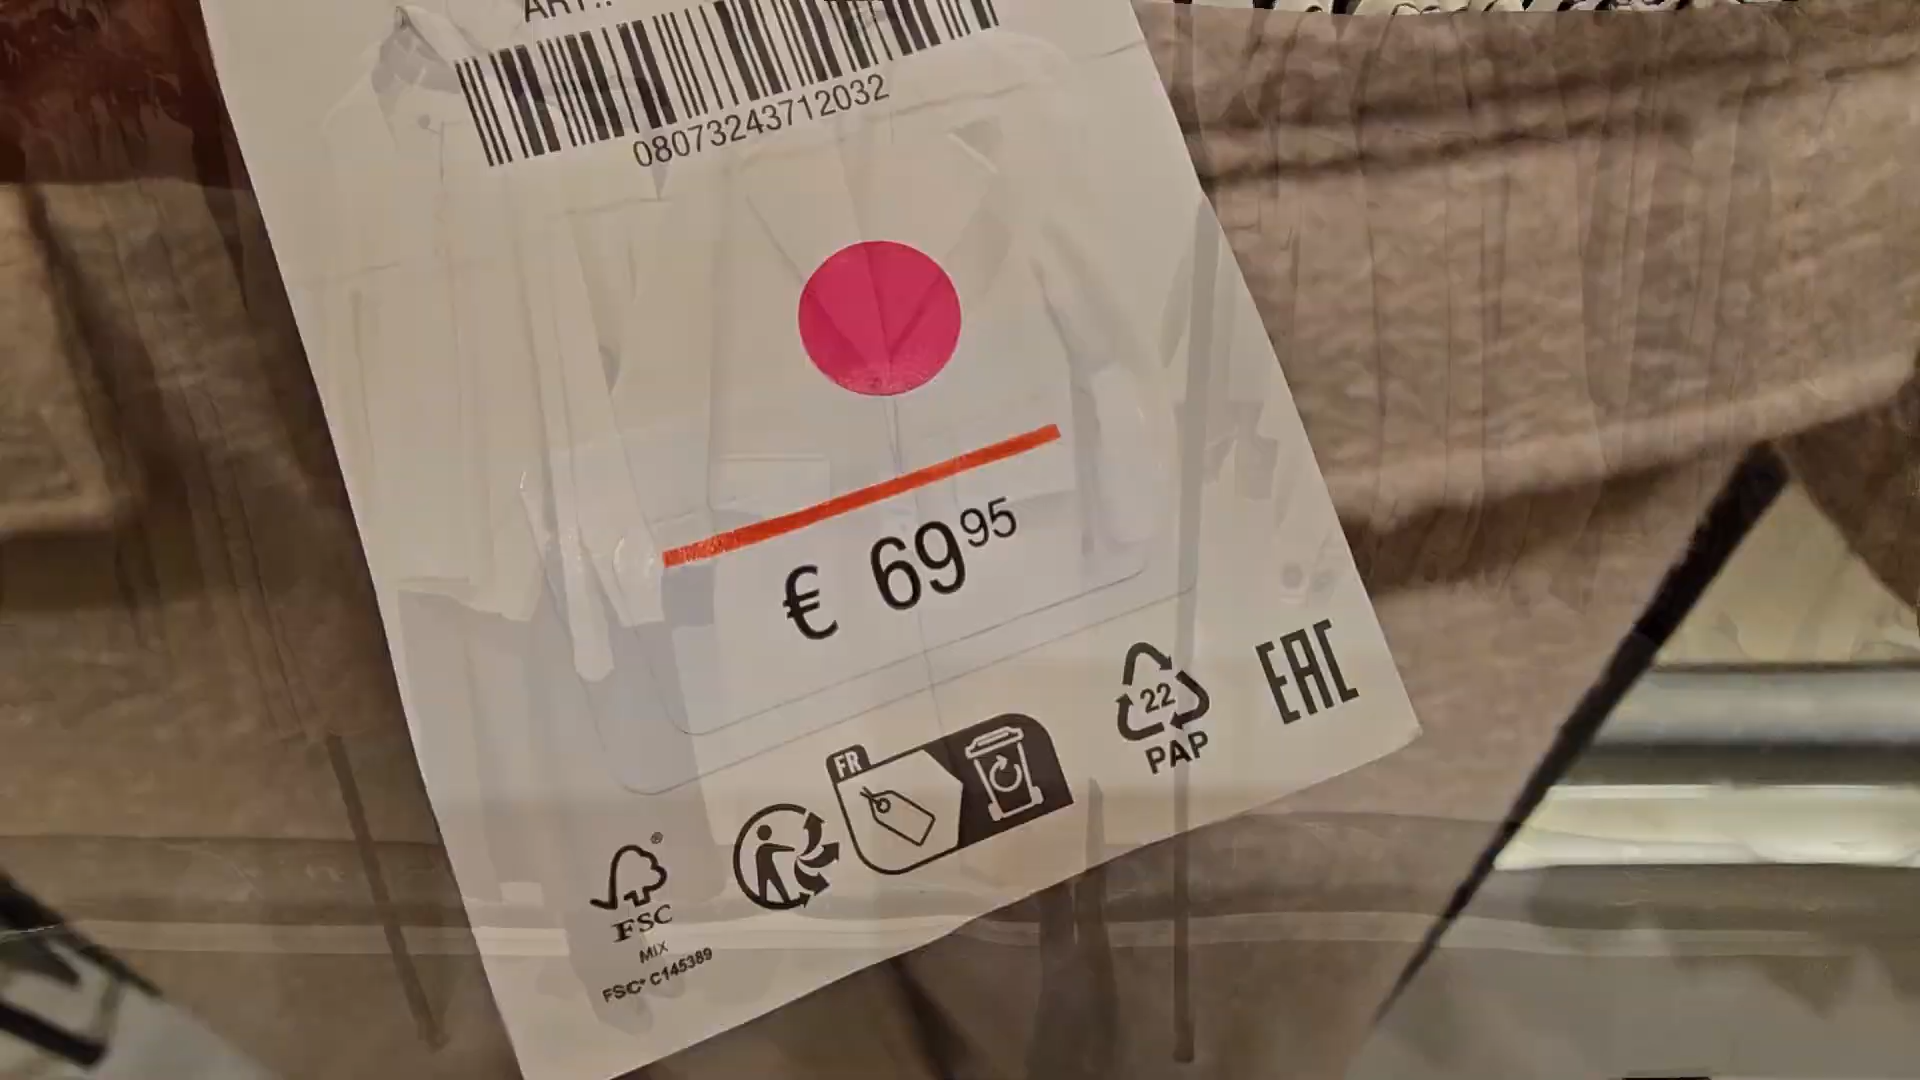 ART.:
08073243712032
€ 6995
FR
22
PAP
EAC
FSC®
MIX
FSC® C145389